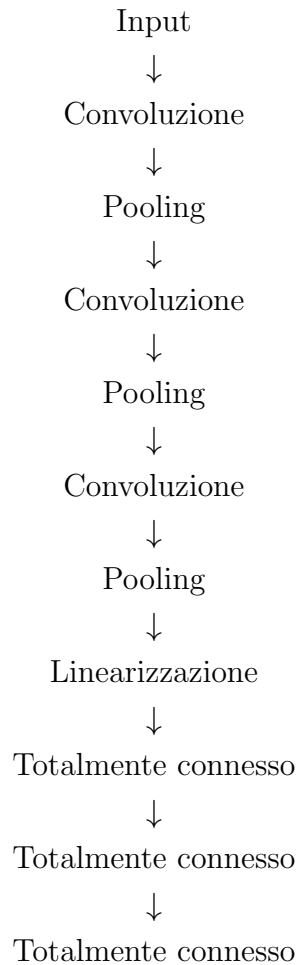 Input
↓
Convoluzione
↓
Pooling
↓
Convoluzione
↓
Pooling
↓
Convoluzione
↓
Pooling
↓
Linearizzazione
↓
Totalmente connesso
↓
Totalmente connesso
↓
Totalmente connesso